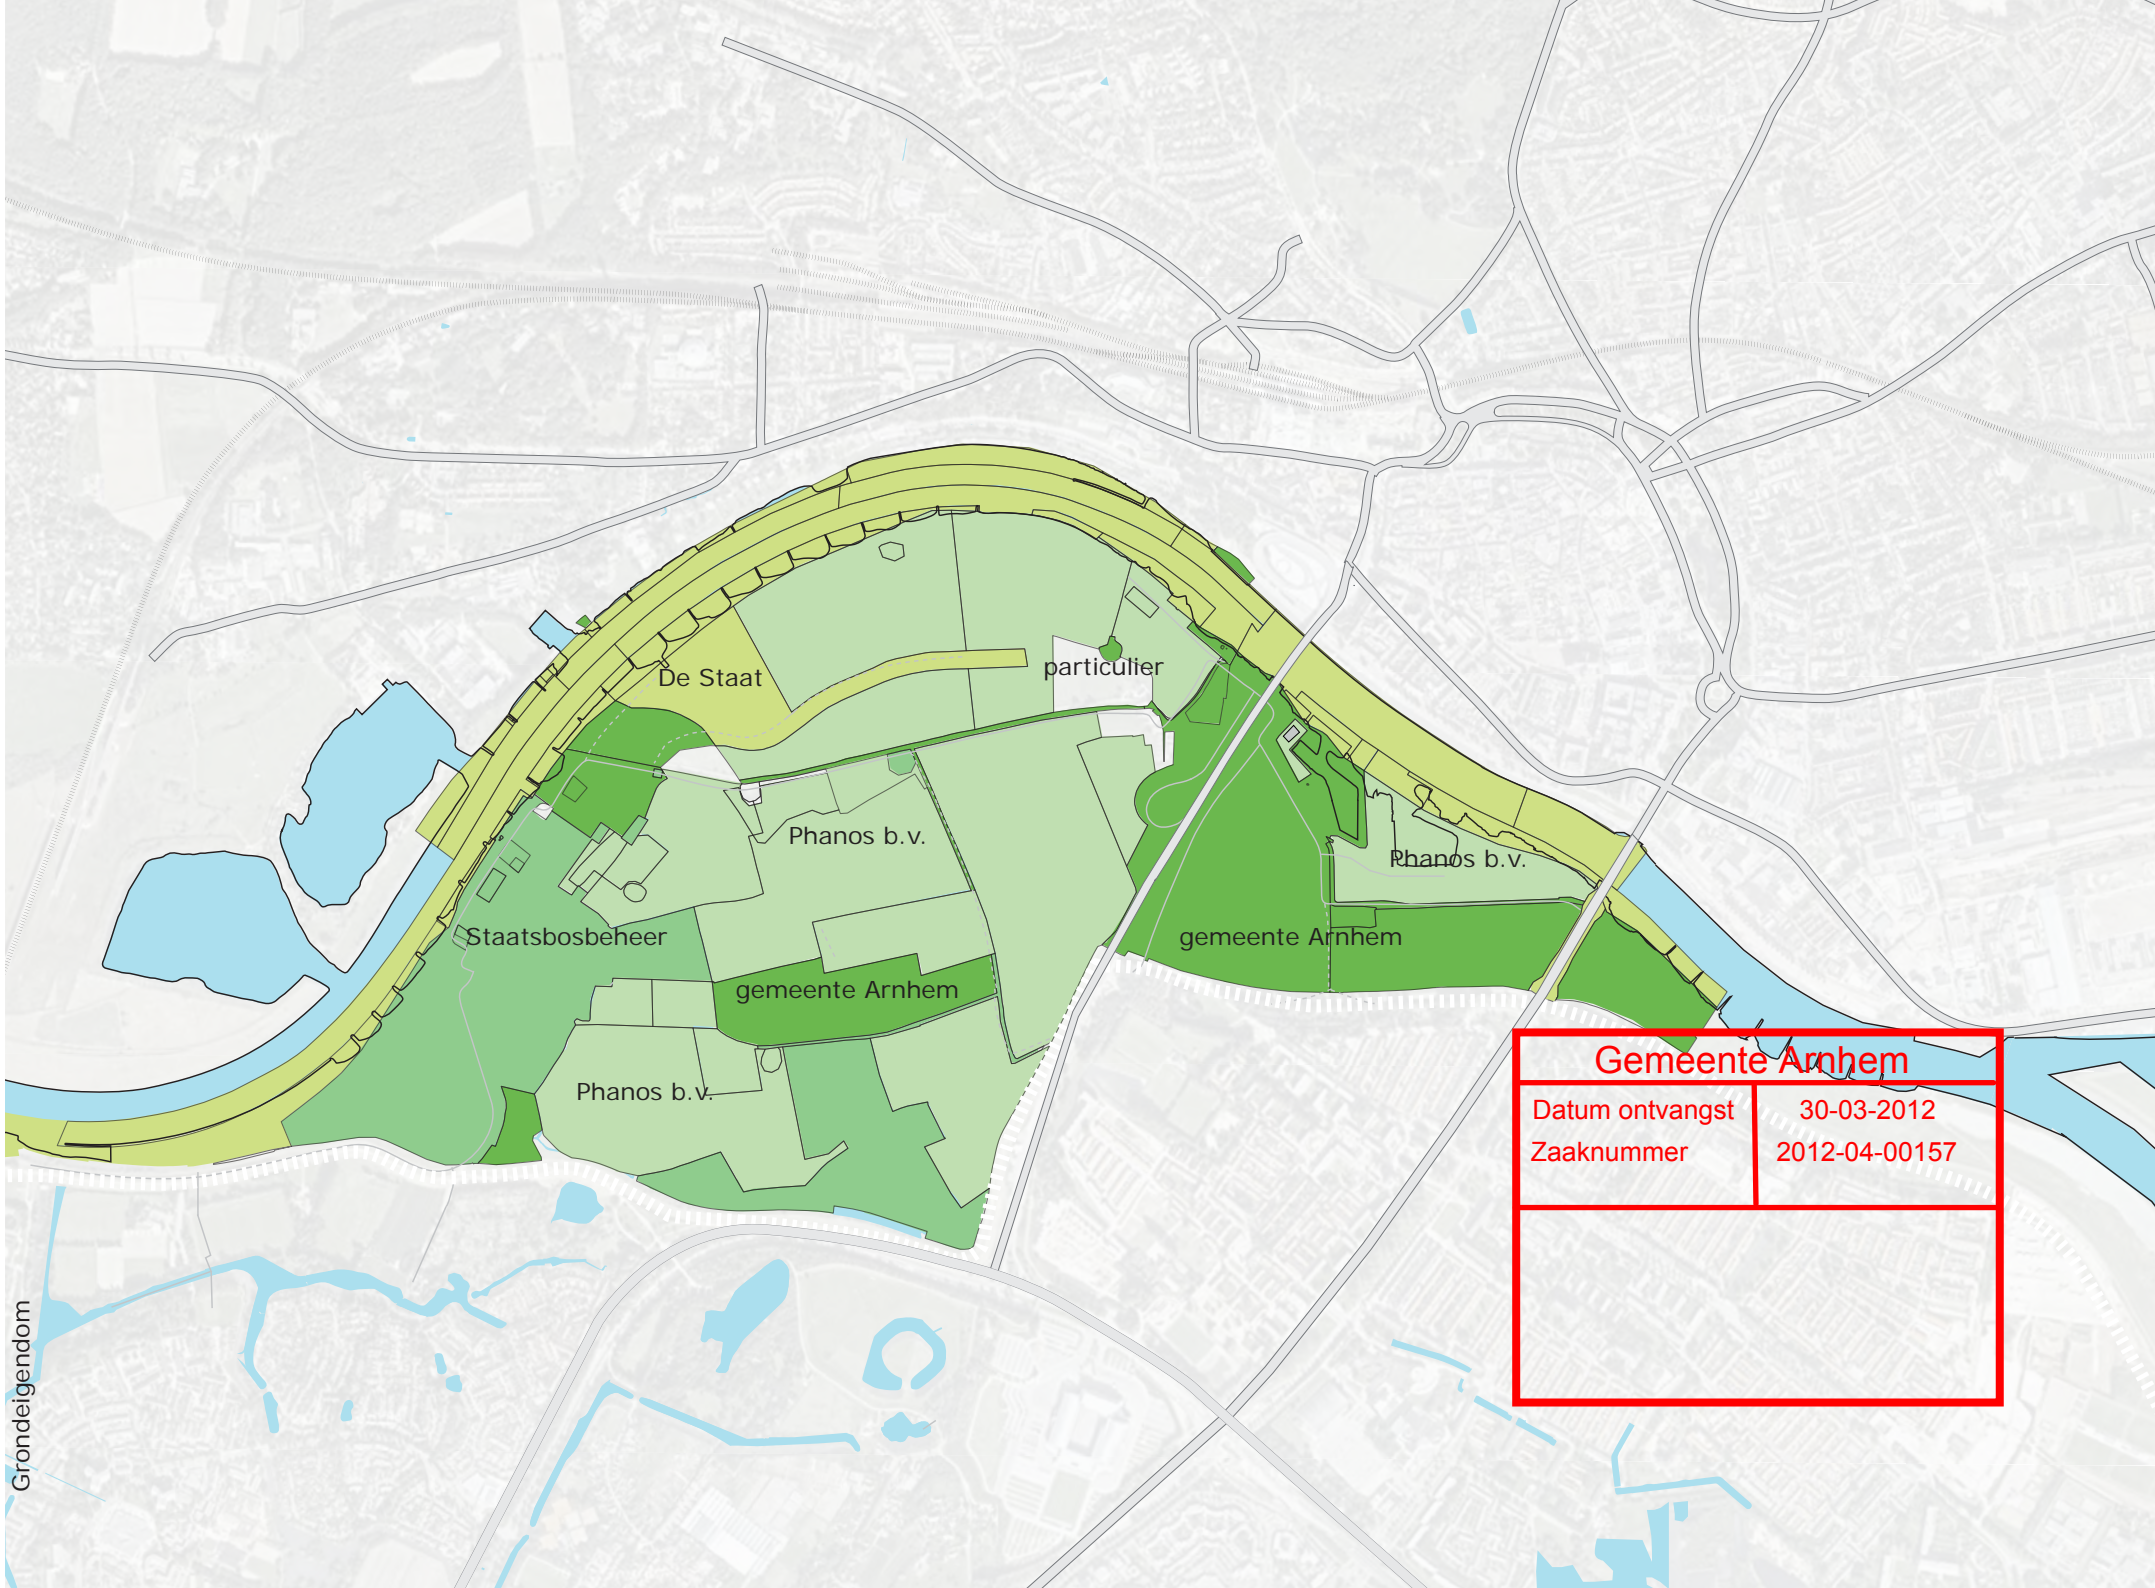 De Staat
particulier
Phanos b.v.
Phanos b.v.
Staatsbosbeheer
gemeente Arnhem
gemeente Arnhem
Phanos b.v.
Gemeente Arnhem
Datum ontvangst 30-03-2012
Zaaknummer 2012-04-00157
Grondeigendom